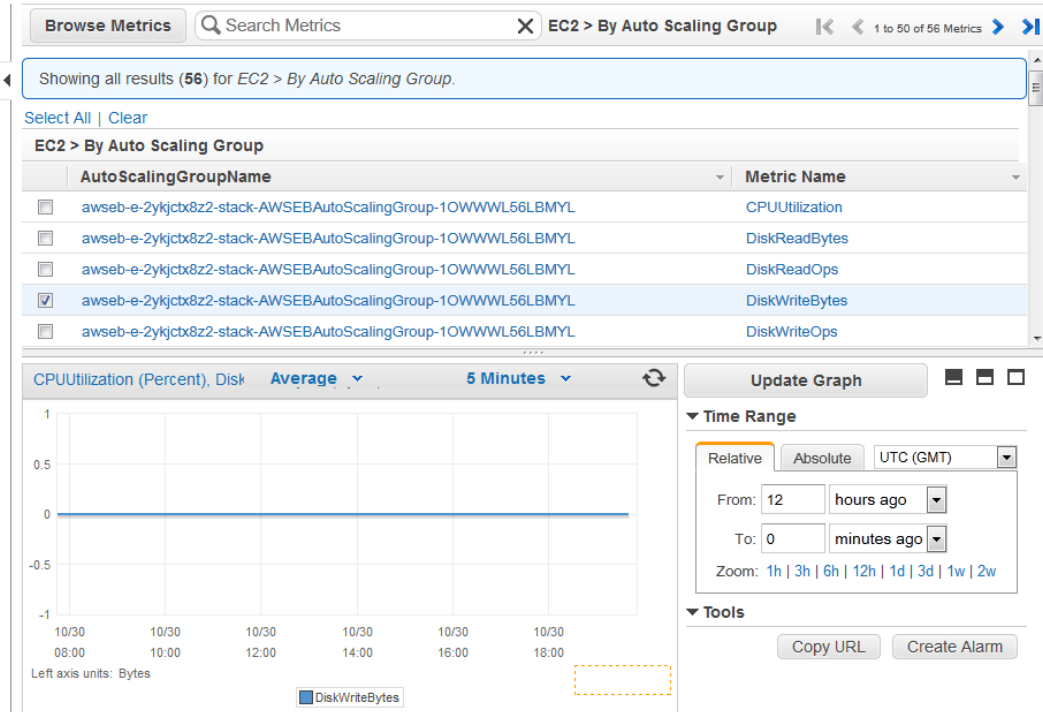 Browse Metrics Search Metrics EC2 > By Auto Scaling Group 1 to 50 of 56 Metrics
Showing all results (56) for EC2 > By Auto Scaling Group.
Select All | Clear
EC2 > By Auto Scaling Group
AutoScalingGroupName Metric Name
awseb-e-2ykjctx8z2-stack-AWSEBAutoScalingGroup-1OWWWL56LBMYL CPUUtilization
awseb-e-2ykjctx8z2-stack-AWSEBAutoScalingGroup-1OWWWL56LBMYL DiskReadBytes
awseb-e-2ykjctx8z2-stack-AWSEBAutoScalingGroup-1OWWWL56LBMYL DiskReadOps
awseb-e-2ykjctx8z2-stack-AWSEBAutoScalingGroup-1OWWWL56LBMYL DiskWriteBytes
awseb-e-2ykjctx8z2-stack-AWSEBAutoScalingGroup-1OWWWL56LBMYL DiskWriteOps
CPUUtilization (Percent), Disk Average 5 Minutes
1
0.5
0
-0.5
-1
10/30 10/30 10/30 10/30 10/30 10/30
08:00 10:00 12:00 14:00 16:00 18:00
Left axis units: Bytes
DiskWriteBytes
Update Graph
Time Range
Relative Absolute UTC (GMT)
From: 12 hours ago
To: 0 minutes ago
Zoom: 1h | 3h | 6h | 12h | 1d | 3d | 1w | 2w
Tools
Copy URL Create Alarm